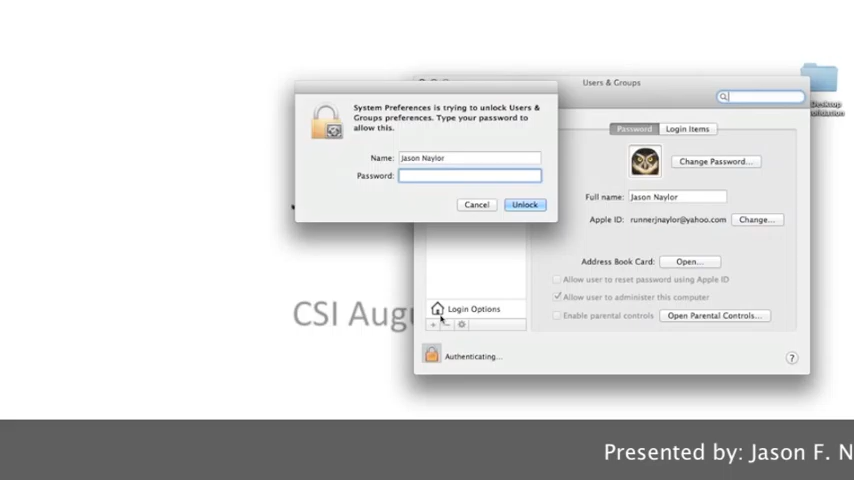 Users & Groups
System Preferences is trying to unlock Users &
Groups preferences. Type your password to
allow this.
Name: Jason Naylor
Password:
Cancel Unlock
Password Login Items
Change Password...
Full name: Jason Naylor
Apple ID: runnerjnaylor@yahoo.com Change...
Address Book Card: Open...
Allow user to reset password using Apple ID
Allow user to administer this computer
Enable parental controls Open Parental Controls...
Login Options
Authenticating...
?
Desktop
CSI Augu
Presented by: Jason F. N